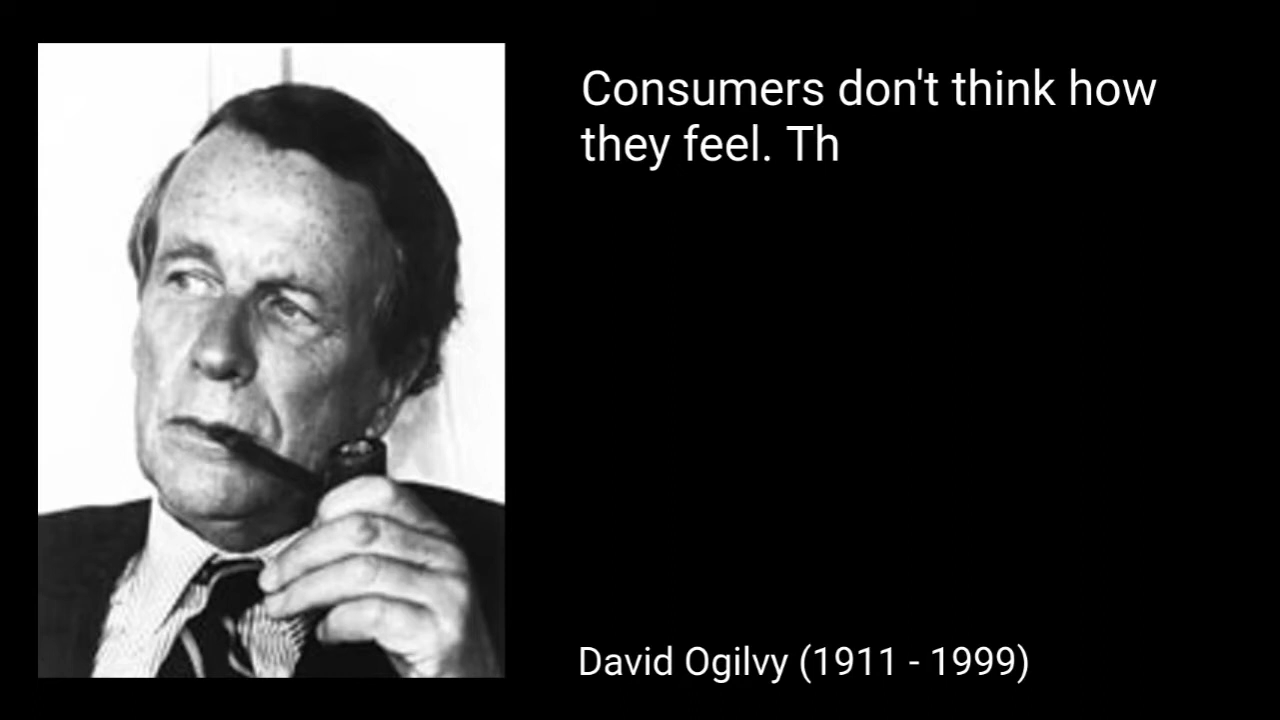 Consumers don't think how
they feel. Th
David Ogilvy (1911 - 1999)